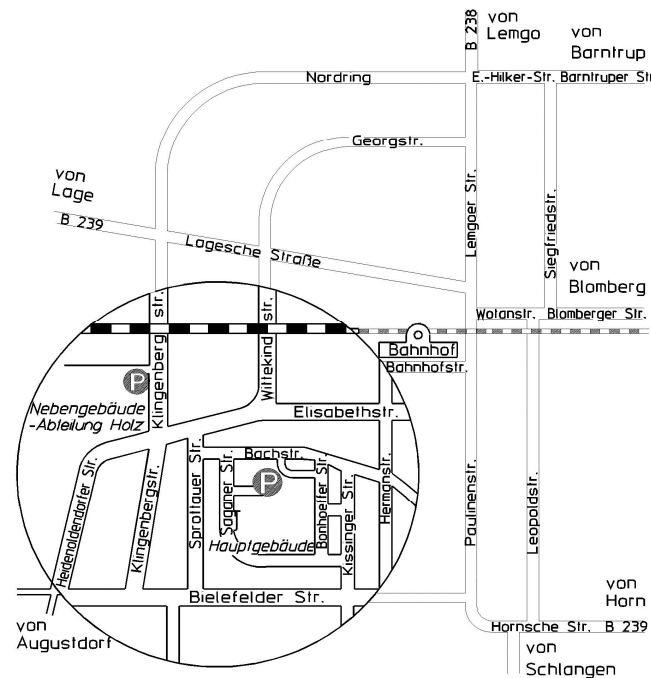 B 238
von
Lemgo
von
Barntrup
Nordring
E.-Hilker-Str.
Barntruper Str
Georgstr.
von
Lage
B 239
Lagesche Straße
Lemgoer Str.
Siegfriedstr.
von
Blomberg
Wotanstr.
Blomberger Str.
Klingenberg str.
Wittekind str.
Bahnhof
Bahnhofstr.
P
Nebengebäude
-Abteilung Holz
Elisabethstr.
Bachstr.
P
Heidenoldendorfer Str.
Klingenbergstr.
Sprottauer Str.
Saganer Str.
Hauptgebäude
Bonhoeffer Str.
Kissinger Str.
Hermanstr.
Paulinenstr.
Leopoldstr.
Bielefelder Str.
von
Augustdorf
von
Horn
Hornsche Str. B 239
von
Schlangen